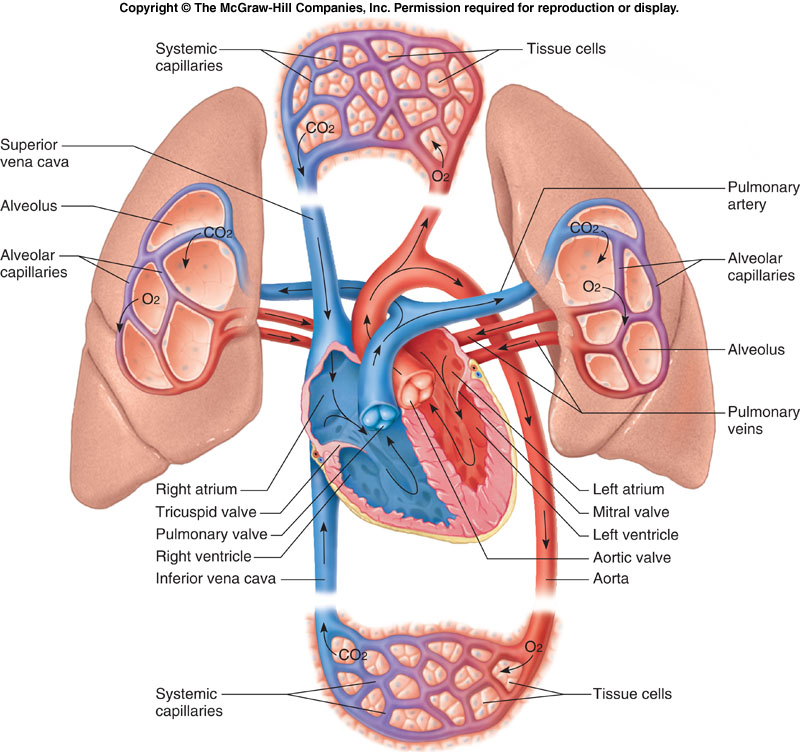 Copyright © The McGraw-Hill Companies, Inc. Permission required for reproduction or display.
Systemic
capillaries
Tissue cells
CO2
O2
Superior
vena cava
Alveolus
CO2
Alveolar
capillaries
O2
Pulmonary
artery
CO2
Alveolar
capillaries
O2
Alveolus
Pulmonary
veins
Right atrium
Tricuspid valve
Pulmonary valve
Right ventricle
Inferior vena cava
Left atrium
Mitral valve
Left ventricle
Aortic valve
Aorta
CO2
O2
Systemic
capillaries
Tissue cells